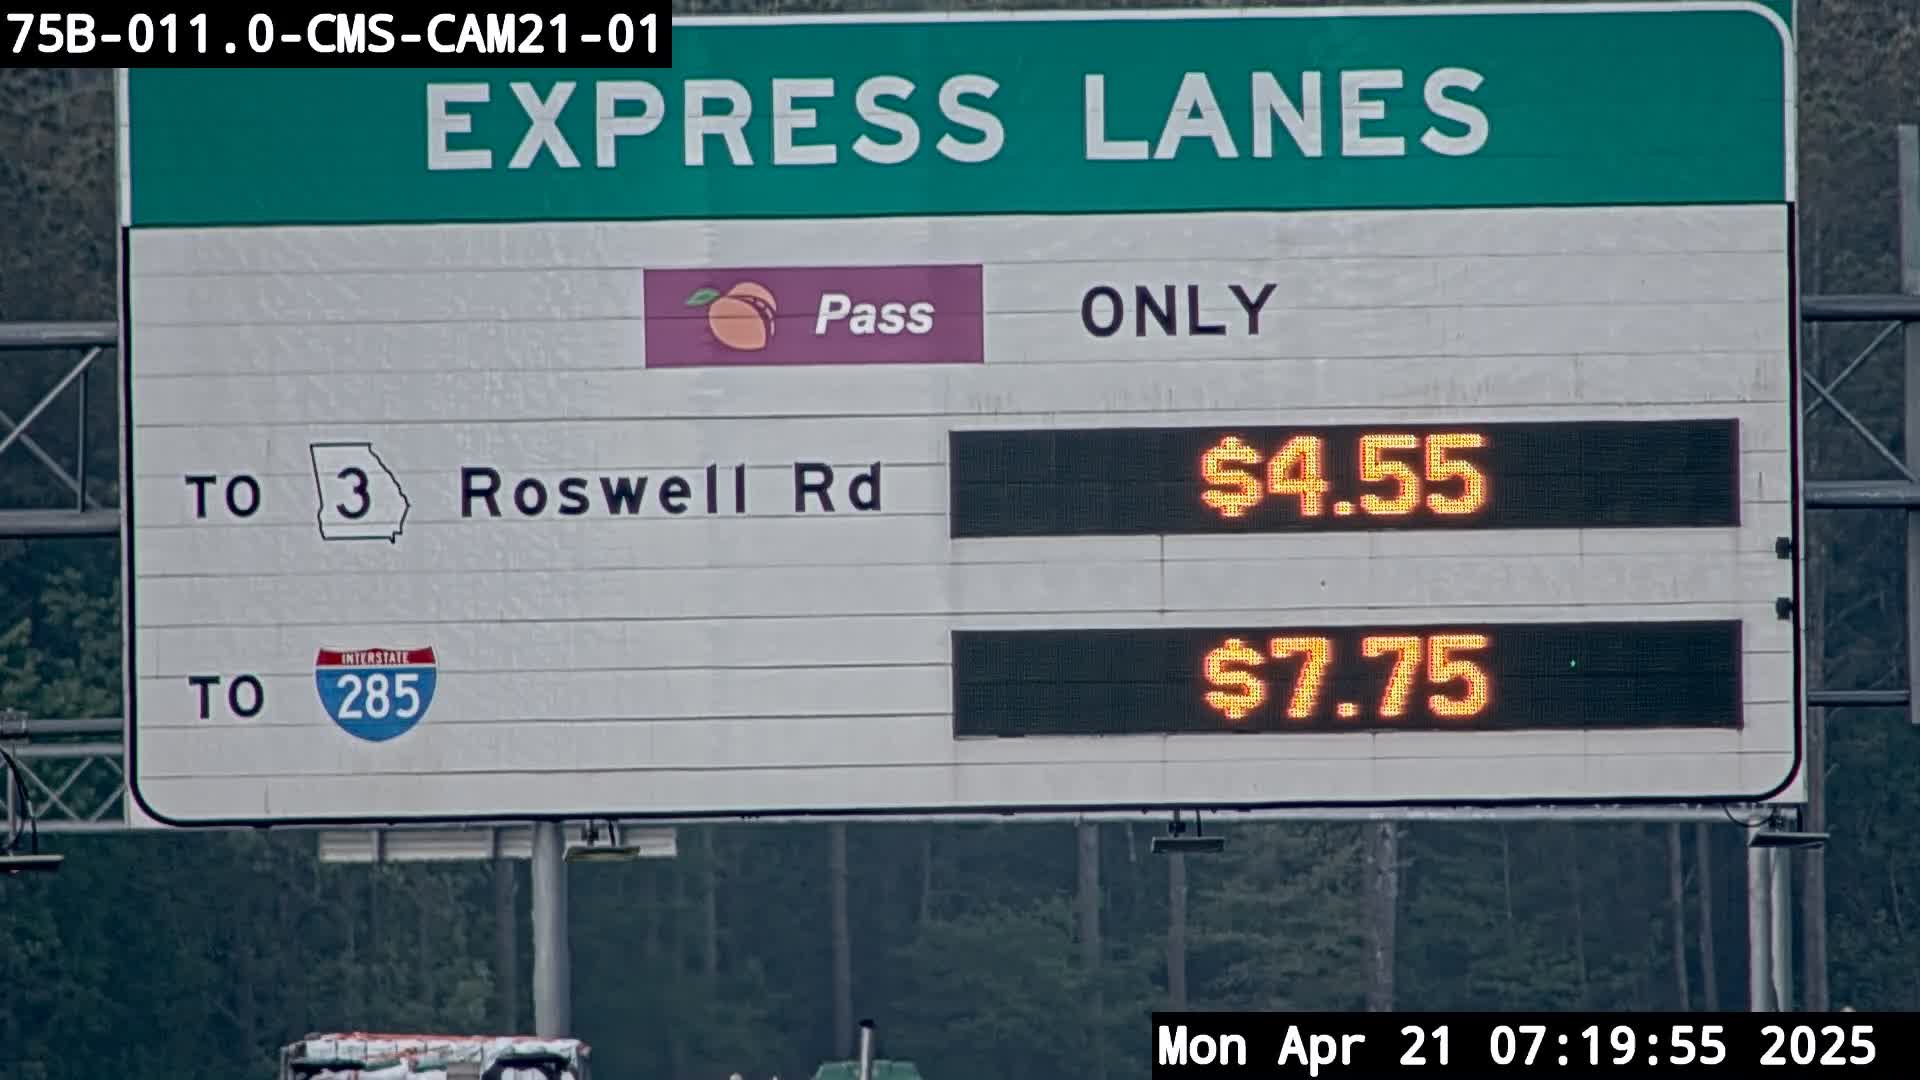 75B-011.0-CMS-CAM21-01
EXPRESS LANES
Pass ONLY
TO 3 Roswell Rd $4.55
TO INTERSTATE 285 $7.75
Mon Apr 21 07:19:55 2025